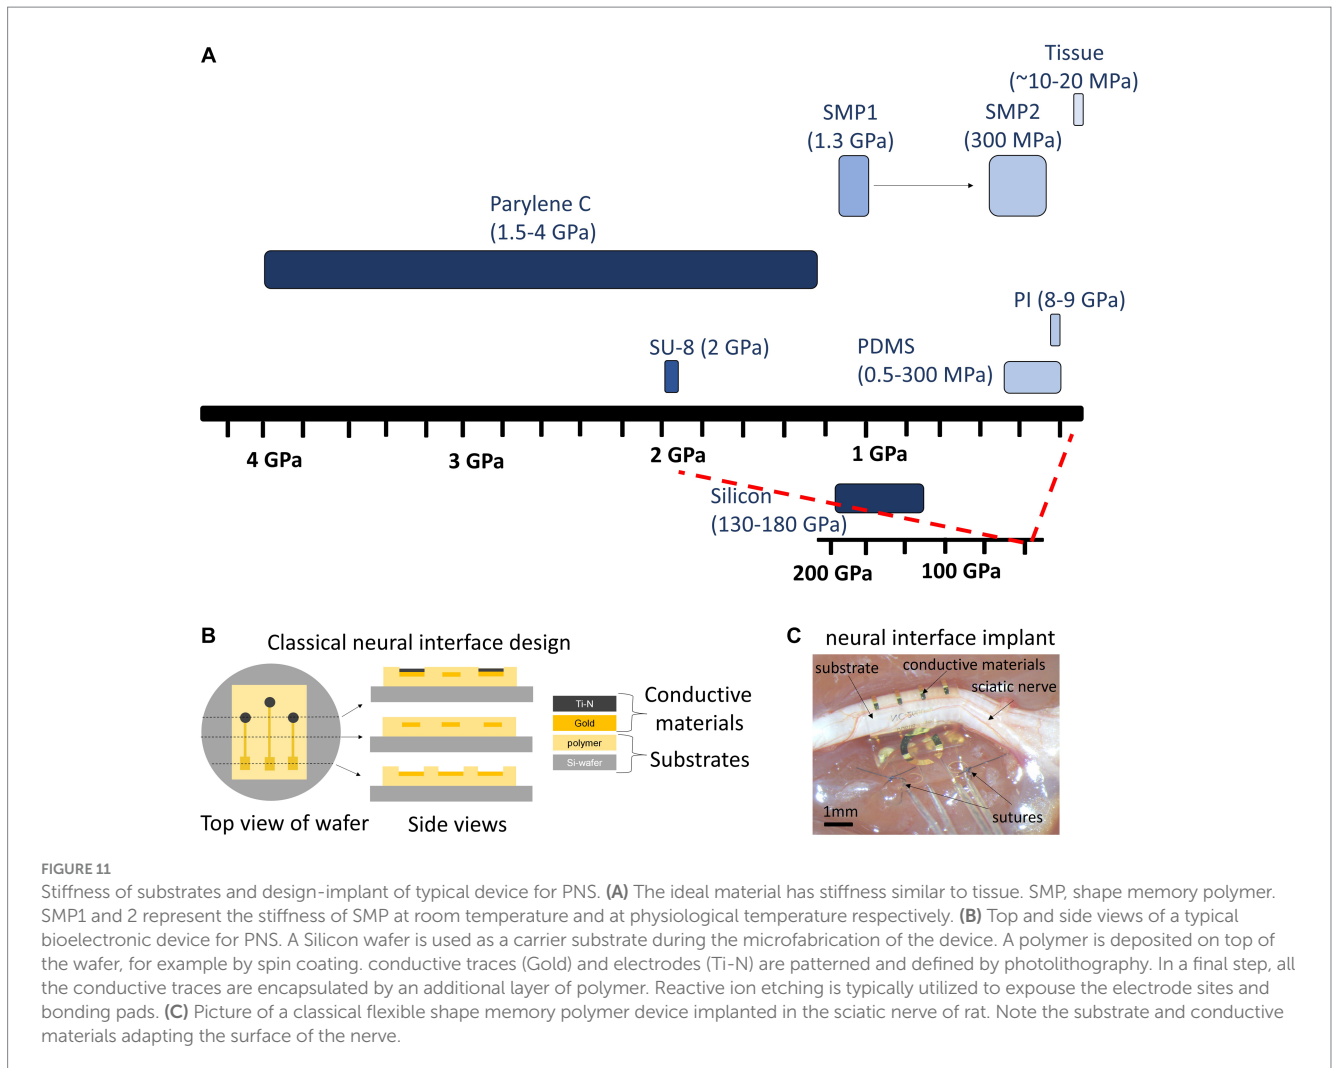 A
Tissue
(~10-20 MPa)
SMP1
(1.3 GPa)
SMP2
(300 MPa)
Parylene C
(1.5-4 GPa)
PI (8-9 GPa)
SU-8 (2 GPa)
PDMS
(0.5-300 MPa)
4 GPa
3 GPa
2 GPa
1 GPa
Silicon
(130-180 GPa)
200 GPa
100 GPa
B
Classical neural interface design
Ti-N
Gold
polymer
Si-wafer
Conductive
materials
Substrates
Top view of wafer
Side views
C
neural interface implant
substrate
conductive materials
sciatic nerve
1mm
sutures
FIGURE 11
Stiffness of substrates and design-implant of typical device for PNS. (A) The ideal material has stiffness similar to tissue. SMP, shape memory polymer.
SMP1 and 2 represent the stiffness of SMP at room temperature and at physiological temperature respectively. (B) Top and side views of a typical
bioelectronic device for PNS. A Silicon wafer is used as a carrier substrate during the microfabrication of the device. A polymer is deposited on top of
the wafer, for example by spin coating. conductive traces (Gold) and electrodes (Ti-N) are patterned and defined by photolithography. In a final step, all
the conductive traces are encapsulated by an additional layer of polymer. Reactive ion etching is typically utilized to expouse the electrode sites and
bonding pads. (C) Picture of a classical flexible shape memory polymer device implanted in the sciatic nerve of rat. Note the substrate and conductive
materials adapting the surface of the nerve.